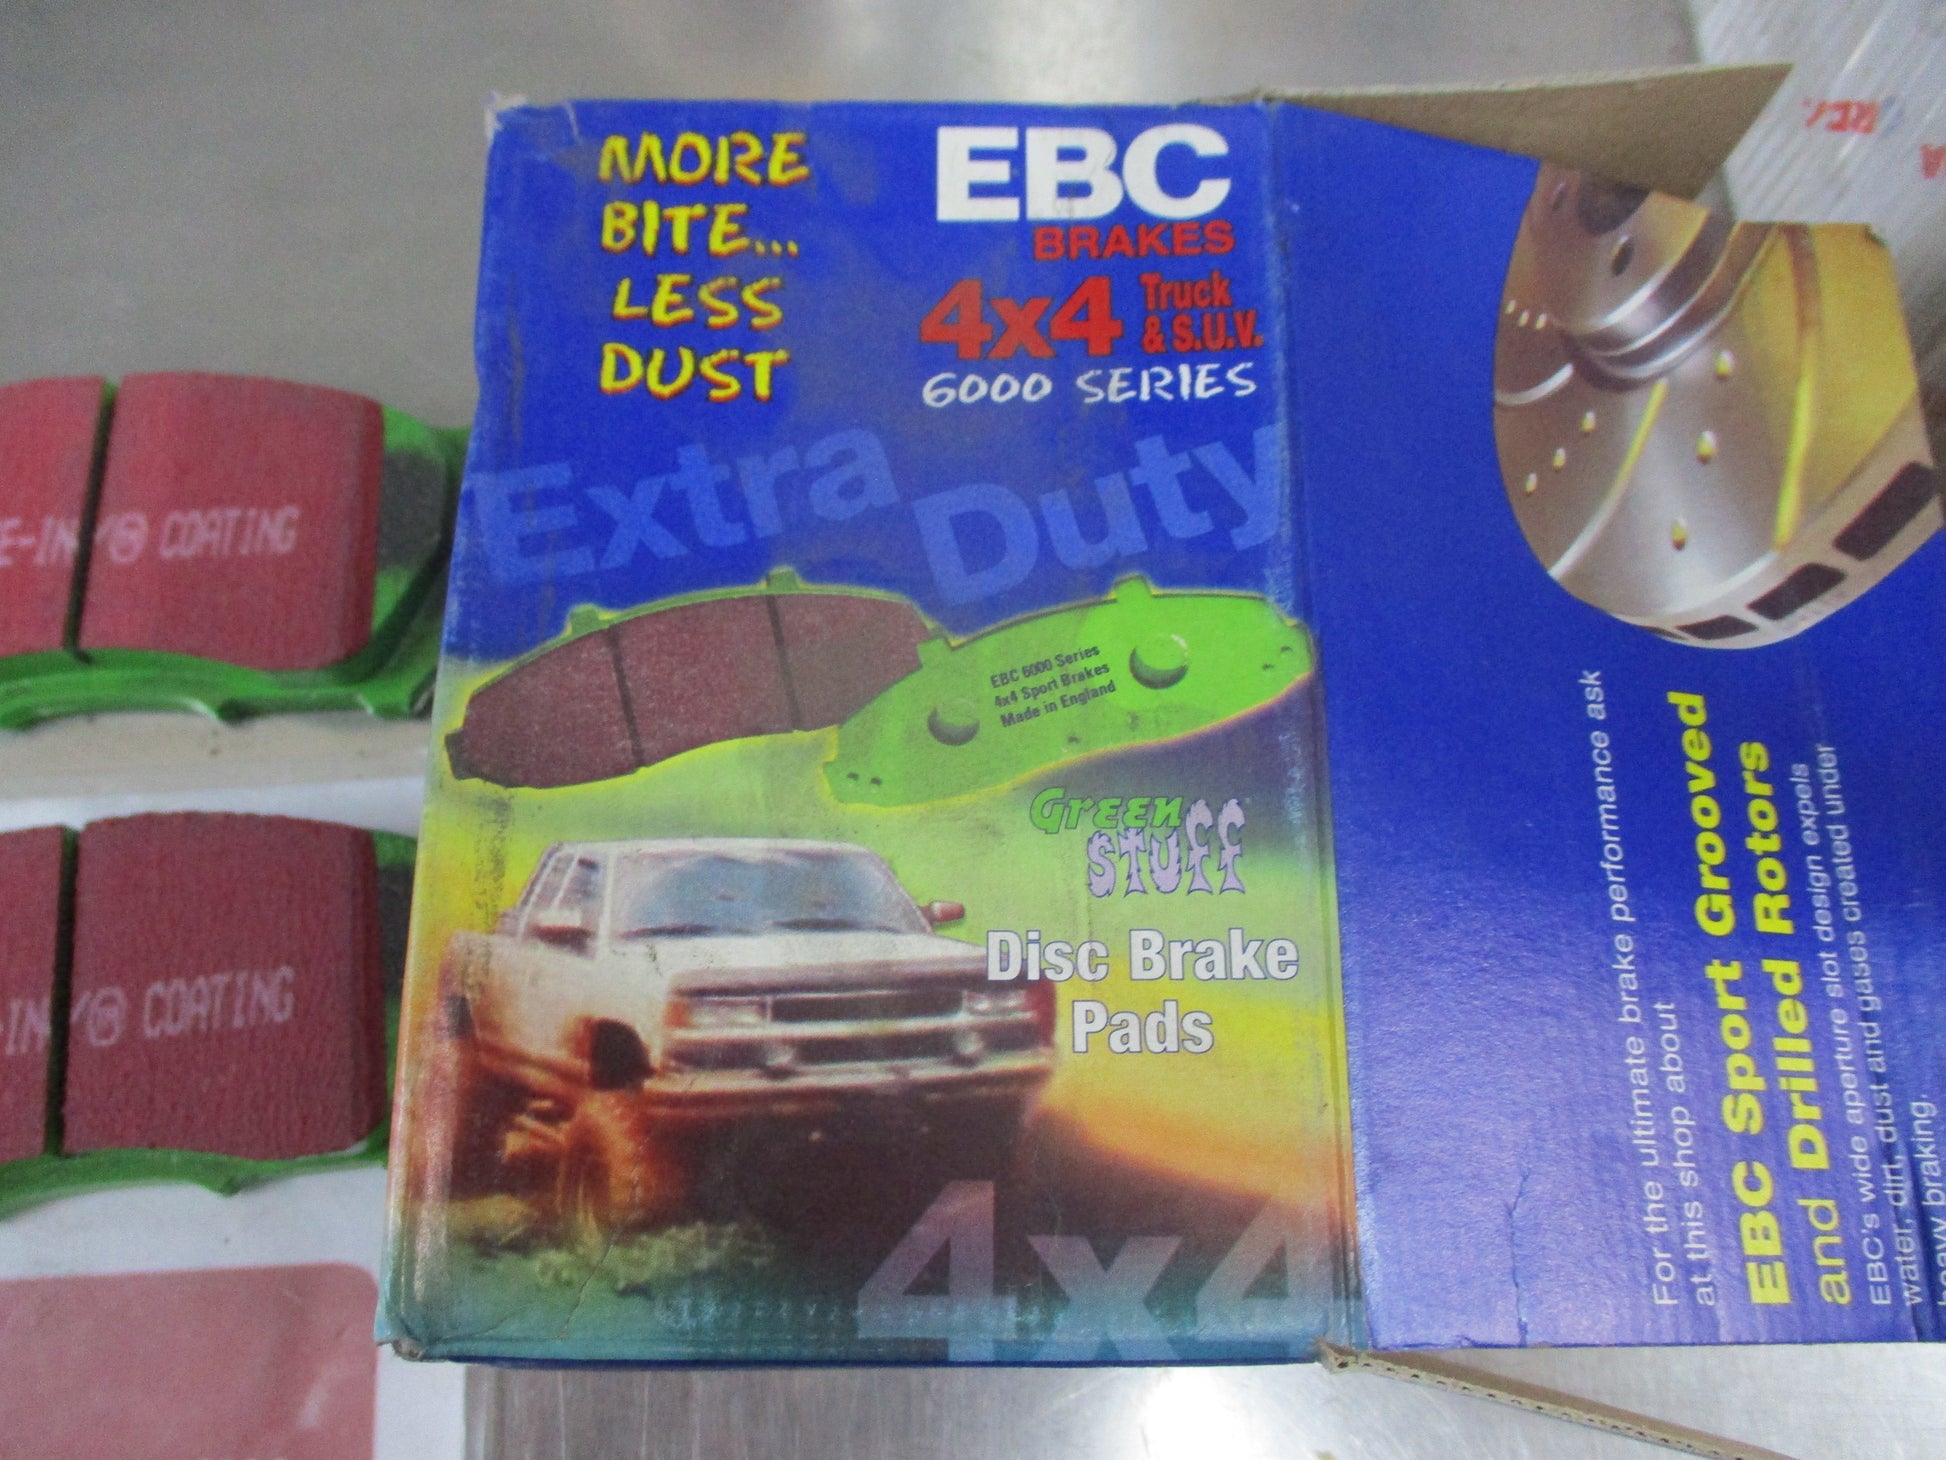 MORE
BITE...
LESS
DUST
EBC
BRAKES
4x4 Truck
& S.U.V.
6000 SERIES
Extra Duty
EBC 6000 Series
4x4 Sport Brakes
Made in England
GREEN
STUFF
Disc Brake
Pads
4x4
E-IN ® COATING
-IN ® COATING
For the ultimate brake performance ask
at this shop about
EBC Sport Grooved
and Drilled Rotors
EBC's wide aperture slot design expels
water, dirt, dust and gases created under
heavy braking.